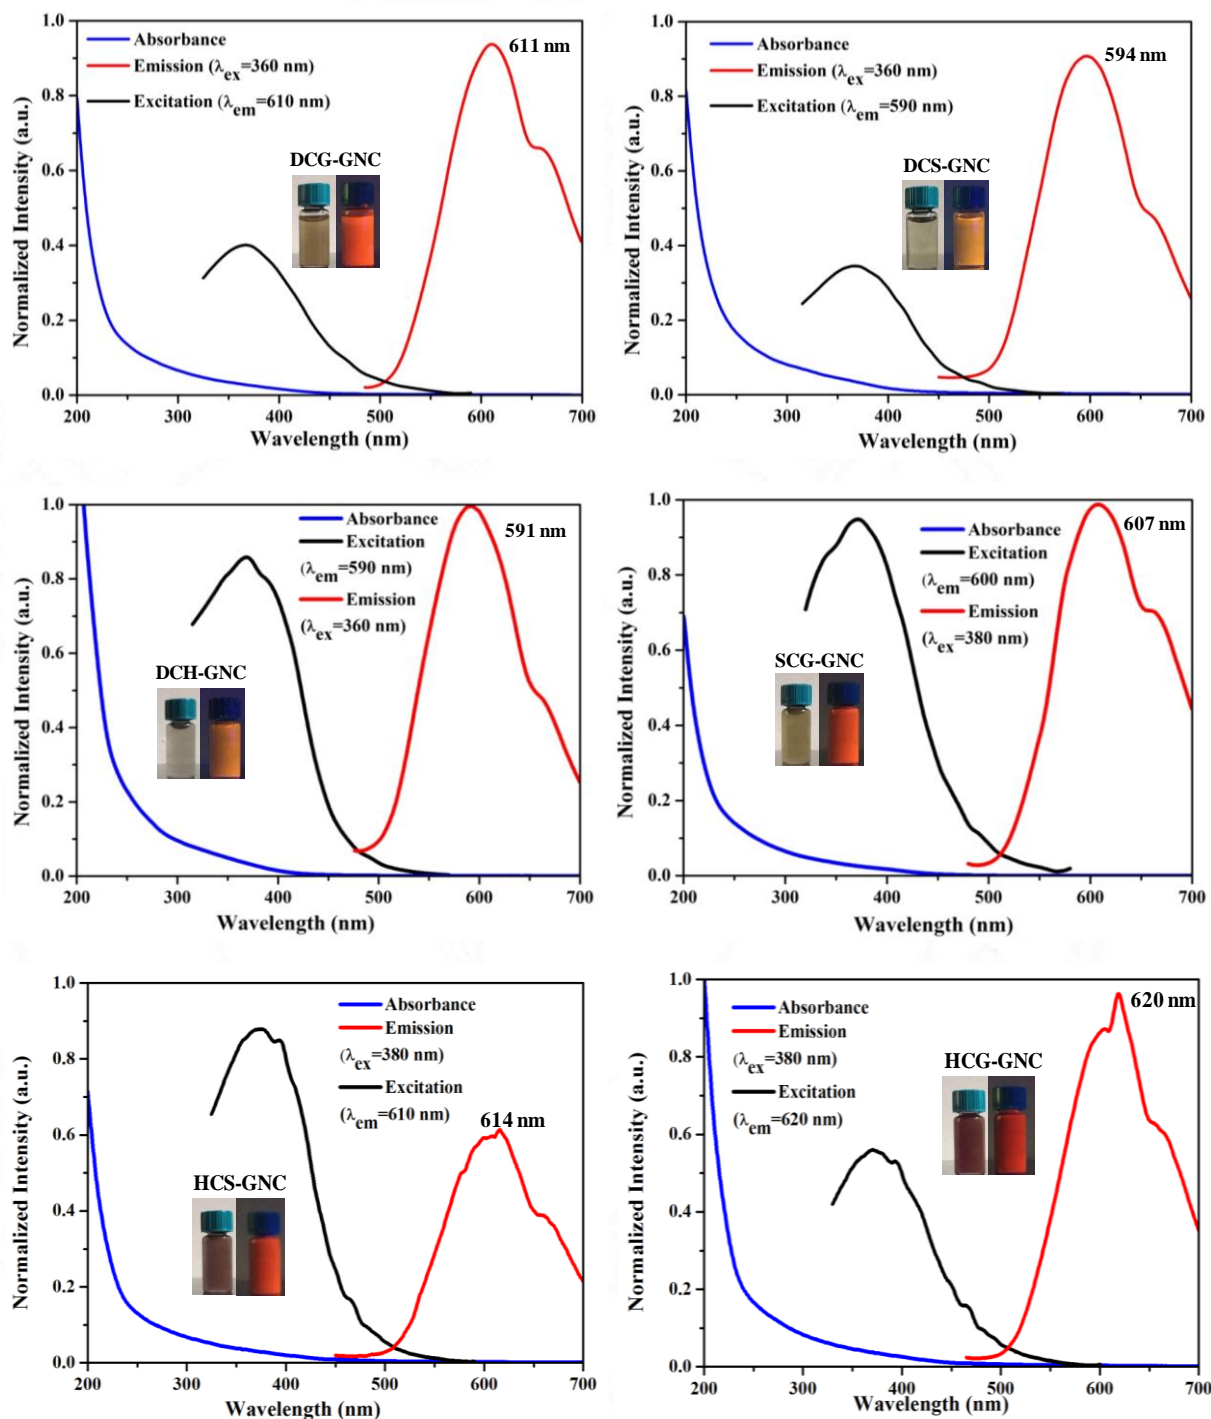 1.0
0.8
0.6
0.4
0.2
0.0
Normalized Intensity (a.u.)
Absorbance
Emission (λex=360 nm)
Excitation (λem=610 nm)
611 nm
DCG-GNC
200 300 400 500 600 700
Wavelength (nm)
1.0
0.8
0.6
0.4
0.2
0.0
Normalized Intensity (a.u.)
Absorbance
Emission (λex=360 nm)
Excitation (λem=590 nm)
594 nm
DCS-GNC
200 300 400 500 600 700
Wavelength (nm)
1.0
0.8
0.6
0.4
0.2
0.0
Normalized Intensity (a.u.)
Absorbance
Excitation
(λem=590 nm)
Emission
(λex=360 nm)
591 nm
DCH-GNC
200 300 400 500 600 700
Wavelength (nm)
1.0
0.8
0.6
0.4
0.2
0.0
Normalized Intensity (a.u.)
Absorbance
Excitation
(λem=600 nm)
Emission
(λex=380 nm)
607 nm
SCG-GNC
200 300 400 500 600 700
Wavelength (nm)
1.0
0.8
0.6
0.4
0.2
0.0
Normalized Intensity (a.u.)
Absorbance
Emission
(λex=380 nm)
Excitation
(λem=610 nm)
614 nm
HCS-GNC
200 300 400 500 600 700
Wavelength (nm)
1.0
0.8
0.6
0.4
0.2
0.0
Normalized Intensity (a.u.)
Absorbance
Emission
(λex=380 nm)
Excitation
(λem=620 nm)
620 nm
HCG-GNC
200 300 400 500 600 700
Wavelength (nm)